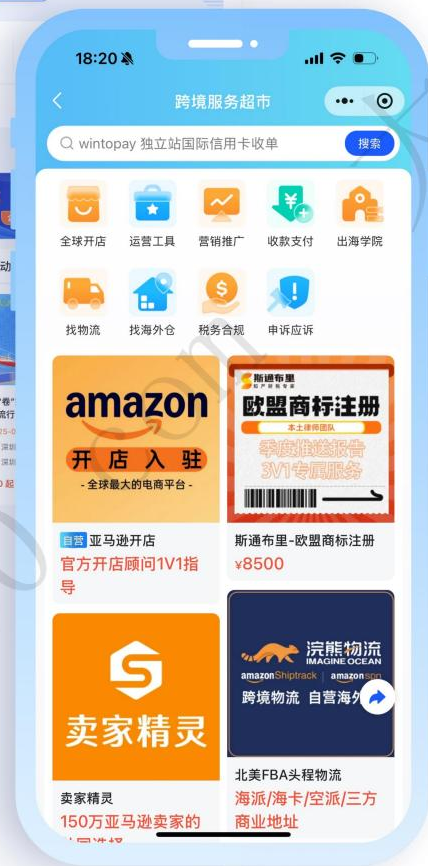 18:20
跨境服务超市
wintopay 独立站国际信用卡收单
搜索
全球开店
运营工具
营销推广
收款支付
出海学院
找物流
找海外仓
税务合规
申诉应诉
amazon
开店入驻
-全球最大的电商平台-
自营 亚马逊开店
官方开店顾问1V1指
导
斯通布里
知产财税专家
欧盟商标注册
本土律师团队
季度推送报告
3V1专属服务
斯通布里-欧盟商标注册
¥8500
卖家精灵
卖家精灵
150万亚马逊卖家的
浣熊物流
IMAGINE OCEAN
amazonShiptrack | amazonspn
跨境物流 自营海外
北美FBA头程物流
海派/海卡/空派/三方
商业地址